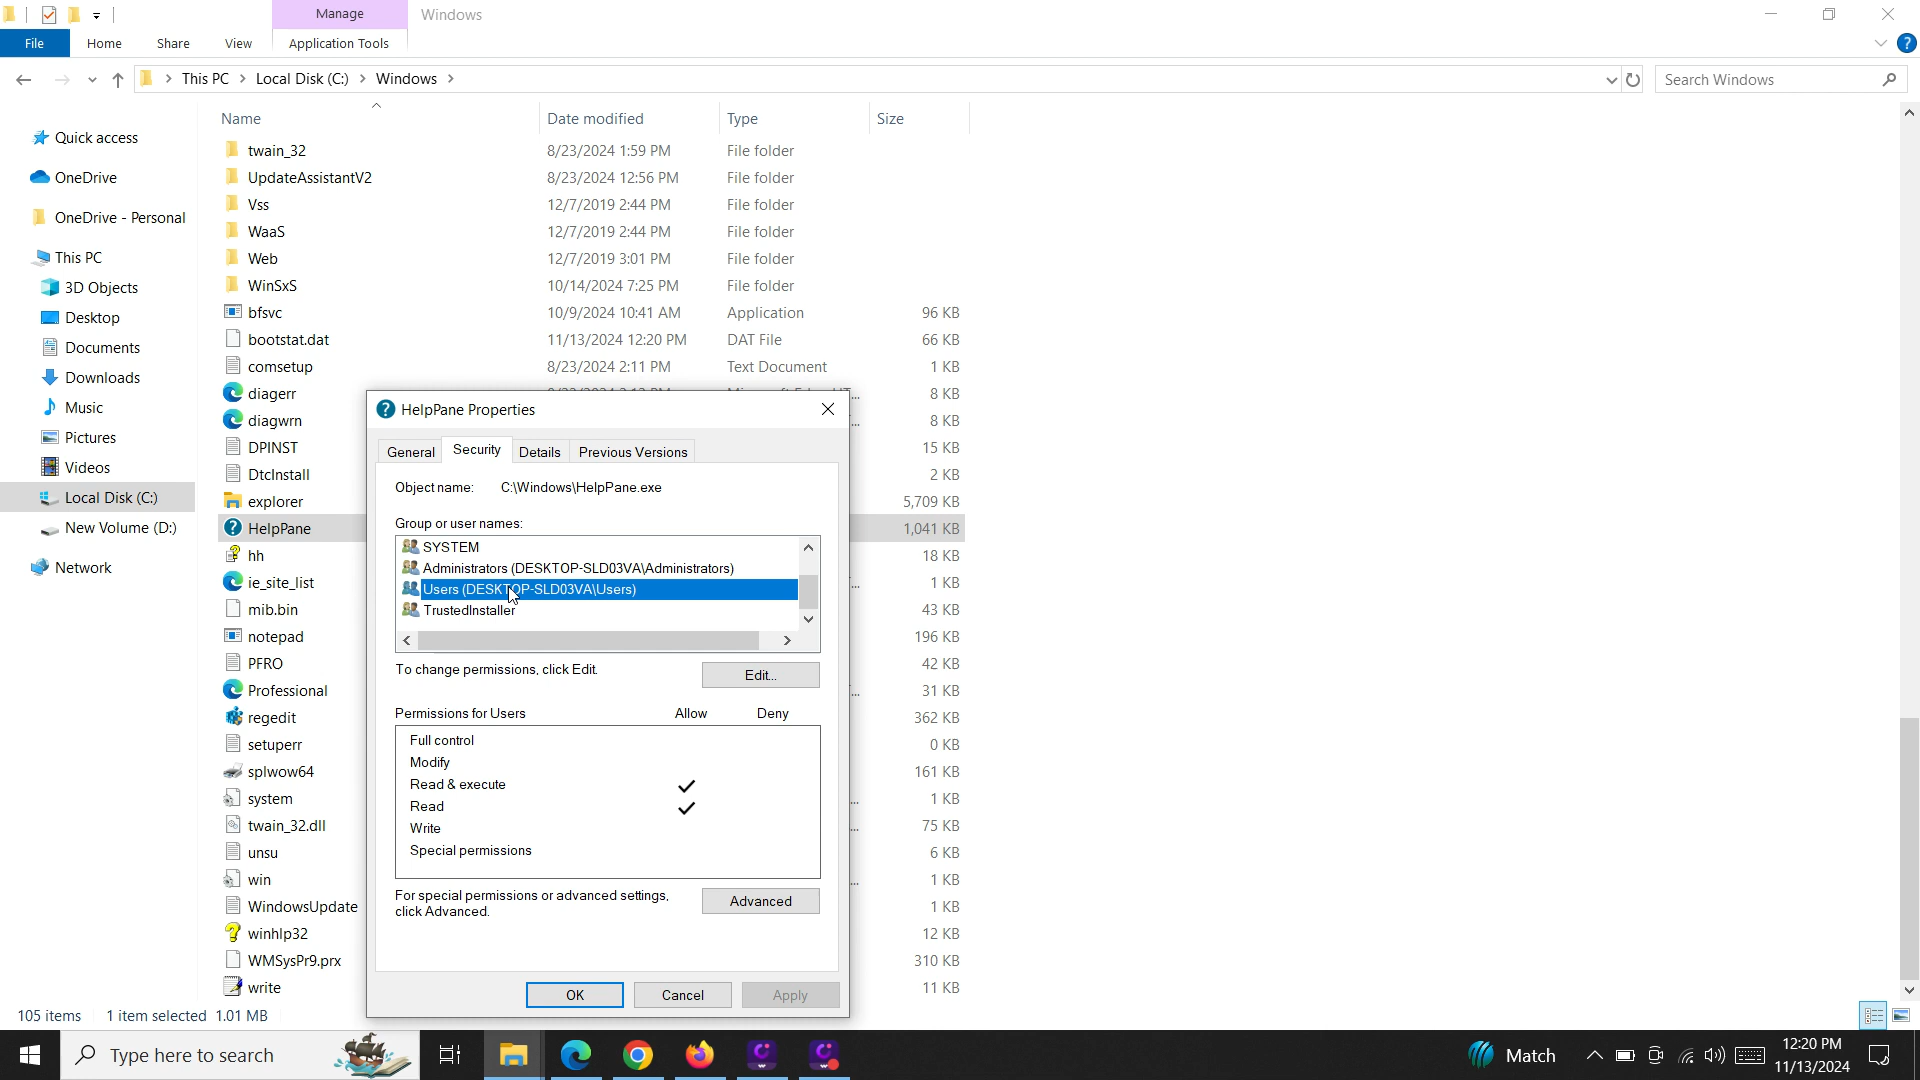 Manage
Windows
File
Home
Share
View
Application Tools
This PC
Local Disk (C:)
Windows
Search Windows
Name
Date modified
Type
Size
Quick access
OneDrive
OneDrive - Personal
This PC
3D Objects
Desktop
Documents
Downloads
Music
Pictures
Videos
Local Disk (C:)
New Volume (D:)
Network
twain_32 8/23/2024 1:59 PM File folder
UpdateAssistantV2 8/23/2024 12:56 PM File folder
Vss 12/7/2019 2:44 PM File folder
WaaS 12/7/2019 2:44 PM File folder
Web 12/7/2019 3:01 PM File folder
WinSxS 10/14/2024 7:25 PM File folder
bfsvc 10/9/2024 10:41 AM Application 96 KB
bootstat.dat 11/13/2024 12:20 PM DAT File 66 KB
comsetup 8/23/2024 2:11 PM Text Document 1 KB
diagerr 8 KB
diagwrn 8 KB
DPINST 15 KB
DtcInstall 2 KB
explorer 5,709 KB
HelpPane 1,041 KB
hh 18 KB
ie_site_list 1 KB
mib.bin 43 KB
notepad 196 KB
PFRO 42 KB
Professional 31 KB
regedit 362 KB
setuperr 0 KB
splwow64 161 KB
system 1 KB
twain_32.dll 75 KB
unsu 6 KB
win 1 KB
WindowsUpdate 1 KB
winhlp32 12 KB
WMSysPr9.prx 310 KB
write 11 KB
HelpPane Properties
General
Security
Details
Previous Versions
Object name: C:\Windows\HelpPane.exe
Group or user names:
SYSTEM
Administrators (DESKTOP-SLD03VA\Administrators)
Users (DESKTOP-SLD03VA\Users)
TrustedInstaller
To change permissions, click Edit.
Edit...
Permissions for Users Allow Deny
Full control
Modify
Read & execute
Read
Write
Special permissions
For special permissions or advanced settings,
click Advanced.
Advanced
OK
Cancel
Apply
105 items 1 item selected 1.01 MB
Type here to search
Match
12:20 PM
11/13/2024